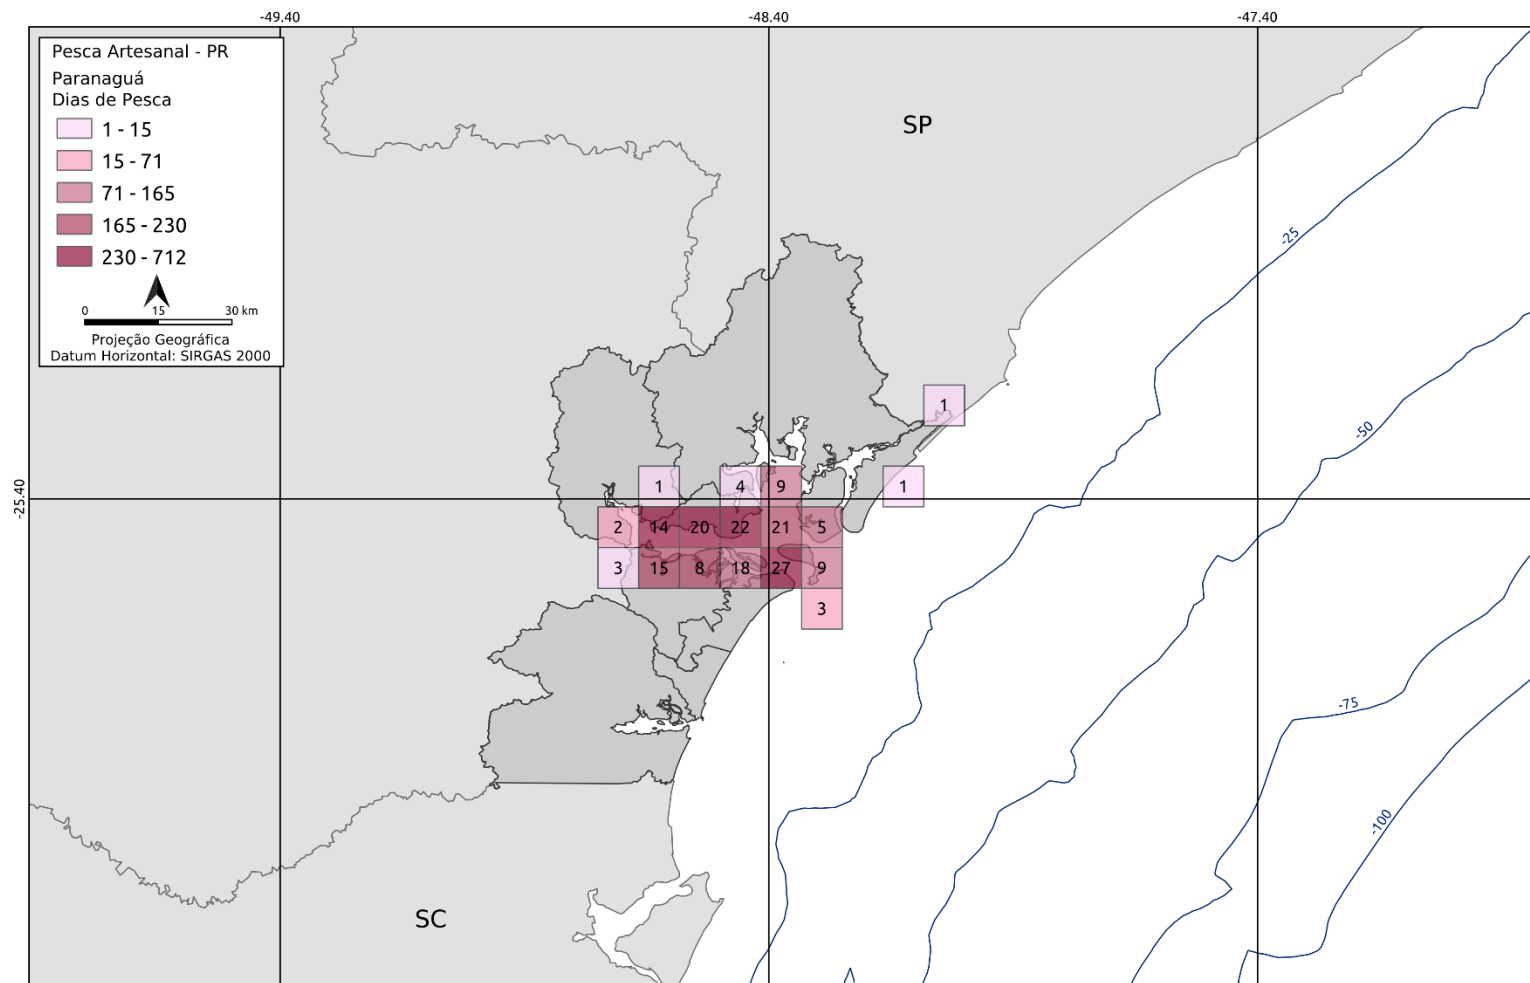 -49.40 -48.40 -47.40
Pesca Artesanal - PR
Paranaguá
Dias de Pesca
1 - 15
15 - 71
71 - 165
165 - 230
230 - 712
0 15 30 km
Projeção Geográfica
Datum Horizontal: SIRGAS 2000
SP
-25
1
-50
-25.40
1 4 9 1
2 14 20 22 21 5
3 15 8 18 27 9
3
-75
-100
SC